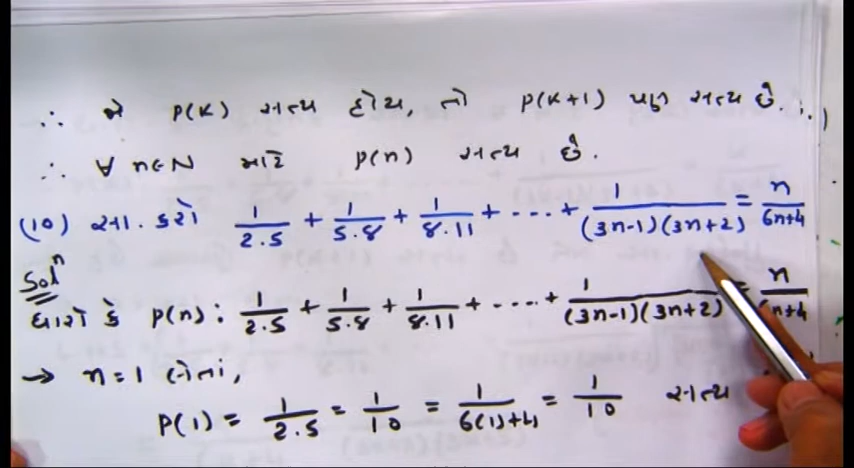 ∴ જો P(K) સત્ય હોય, તો P(K+1) પણ સત્ય છે.
∴ ∀ n∈N માટે P(n) સત્ય છે.
(10) સા. કરો 1/2.5 + 1/5.8 + 1/8.11 + ....+ 1/(3n-1)(3n+2) = n/6n+4
Solⁿ
ધારો કે P(n) : 1/2.5 + 1/5.8 + 1/8.11 + ....+ 1/(3n-1)(3n+2) = n/6n+4
→ n=1 લેતાં,
P(1) = 1/2.5 = 1/10 = 1/6(1)+4 = 1/10 સત્ય